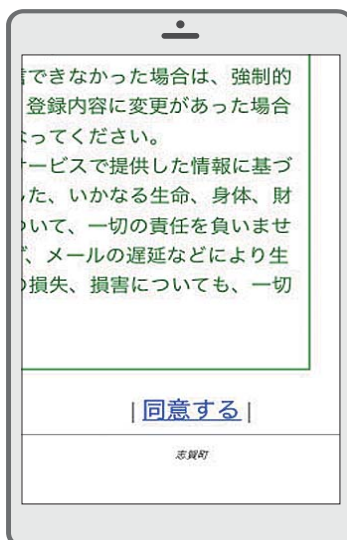 できなかった場合は、強制的
登録内容に変更があった場合
なってください。
サービスで提供した情報に基づ
した、いかなる生命、身体、財
ついて、一切の責任を負いませ
、メールの遅延などにより生
損失、損害についても、一切
| 同意する |
志賀町